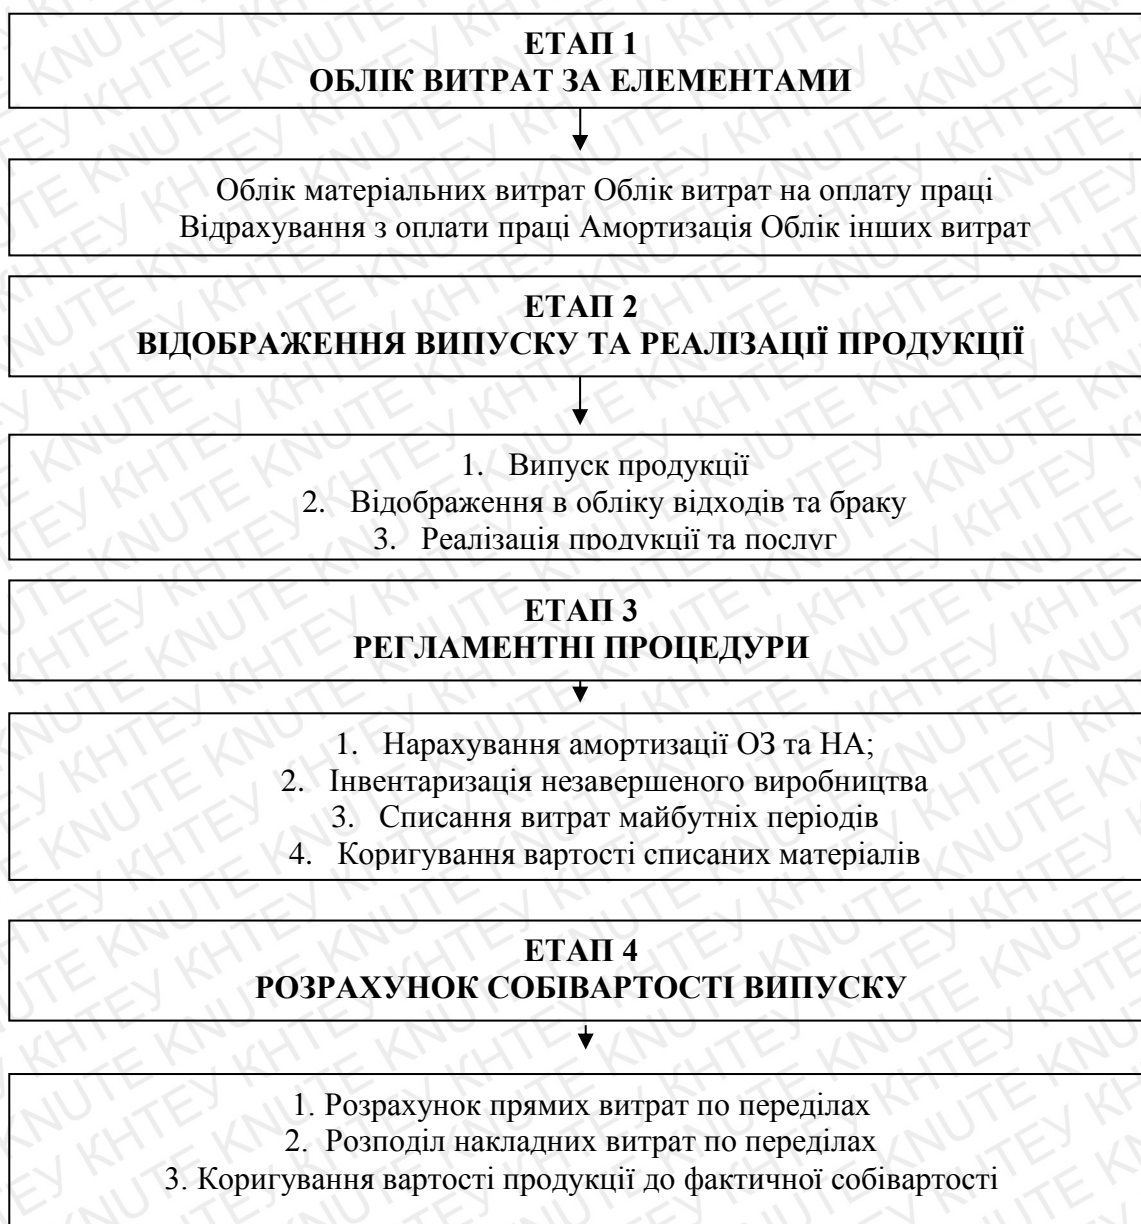 ЕТАП 1
ОБЛІК ВИТРАТ ЗА ЕЛЕМЕНТАМИ
Облік матеріальних витрат Облік витрат на оплату праці
Відрахування з оплати праці Амортизація Облік інших витрат
ЕТАП 2
ВІДОБРАЖЕННЯ ВИПУСКУ ТА РЕАЛІЗАЦІЇ ПРОДУКЦІЇ
1. Випуск продукції
2. Відображення в обліку відходів та браку
3. Реалізація продукції та послуг
ЕТАП 3
РЕГЛАМЕНТНІ ПРОЦЕДУРИ
1. Нарахування амортизації ОЗ та НА;
2. Інвентаризація незавершеного виробництва
3. Списання витрат майбутніх періодів
4. Коригування вартості списаних матеріалів
ЕТАП 4
РОЗРАХУНОК СОБІВАРТОСТІ ВИПУСКУ
1. Розрахунок прямих витрат по переділах
2. Розподіл накладних витрат по переділах
3. Коригування вартості продукції до фактичної собівартості